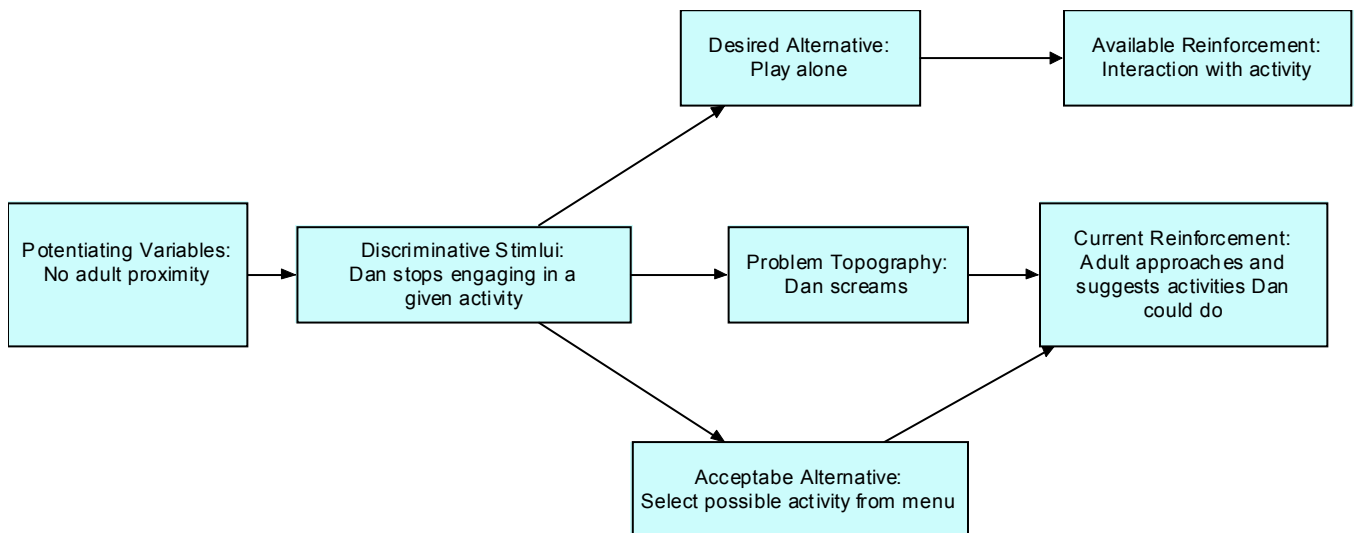 Desired Alternative:
Play alone
Available Reinforcement:
Interaction with activity
Potentiating Variables:
No adult proximity
Discriminative Stimlui:
Dan stops engaging in a
given activity
Problem Topography:
Dan screams
Current Reinforcement:
Adult approaches and
suggests activities Dan
could do
Acceptabe Alternative:
Select possible activity from menu